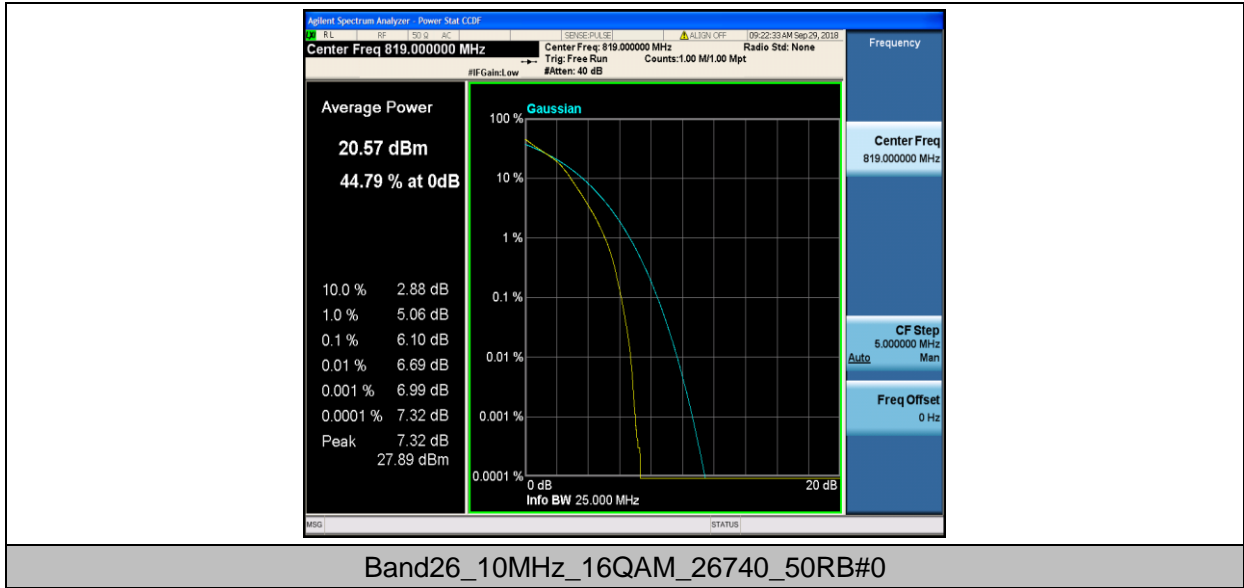 Agilent Spectrum Analyzer - Power Stat CCDF
RL RF 50 Ω AC SENSE:PULSE ALIGN OFF 09:22:33 AM Sep 29, 2018
Center Freq 819.000000 MHz
Center Freq: 819.000000 MHz Radio Std: None
Trig: Free Run Counts:1.00 M/1.00 Mpt
#IFGain:Low #Atten: 40 dB
Frequency
Average Power
20.57 dBm
44.79 % at 0dB
10.0 % 2.88 dB
1.0 % 5.06 dB
0.1 % 6.10 dB
0.01 % 6.69 dB
0.001 % 6.99 dB
0.0001 % 7.32 dB
Peak 7.32 dB
27.89 dBm
Gaussian
100 %
10 %
1 %
0.1 %
0.01 %
0.001 %
0.0001 %
0 dB 20 dB
Info BW 25.000 MHz
Center Freq
819.000000 MHz
CF Step
5.000000 MHz
Auto Man
Freq Offset
0 Hz
MSG STATUS
Band26_10MHz_16QAM_26740_50RB#0